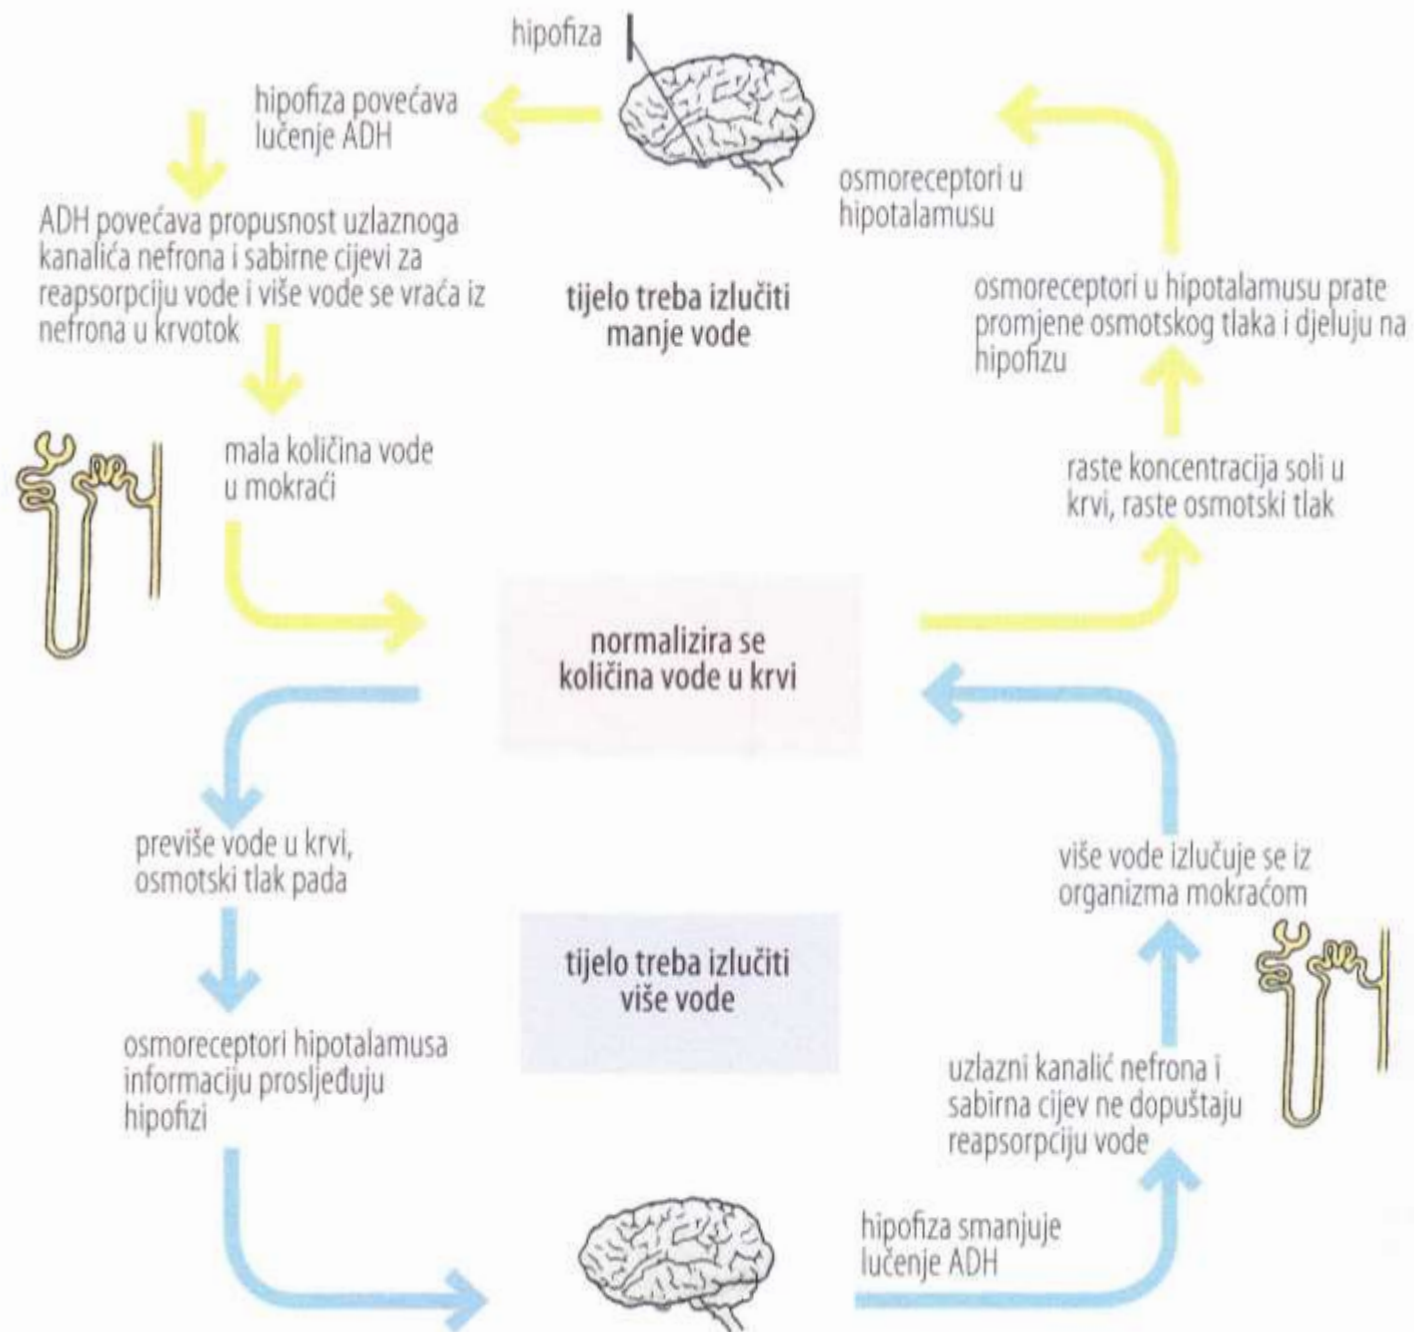 hipofiza
hipofiza povećava
lučenje ADH
ADH povećava propusnost uzlaznoga
kanalića nefrona i sabirne cijevi za
reapsorpciju vode i više vode se vraća iz
nefrona u krvotok
mala količina vode
u mokraći
tijelo treba izlučiti
manje vode
osmoreceptori u
hipotalamusu
osmoreceptori u hipotalamusu prate
promjene osmotskog tlaka i djeluju na
hipofizu
raste koncentracija soli u
krvi, raste osmotski tlak
normalizira se
količina vode u krvi
previše vode u krvi,
osmotski tlak pada
osmoreceptori hipotalamusa
informaciju prosljeđuju
hipofizi
tijelo treba izlučiti
više vode
hipofiza smanjuje
lučenje ADH
uzlazni kanalić nefrona i
sabirna cijev ne dopuštaju
reapsorpciju vode
više vode izlučuje se iz
organizma mokraćom